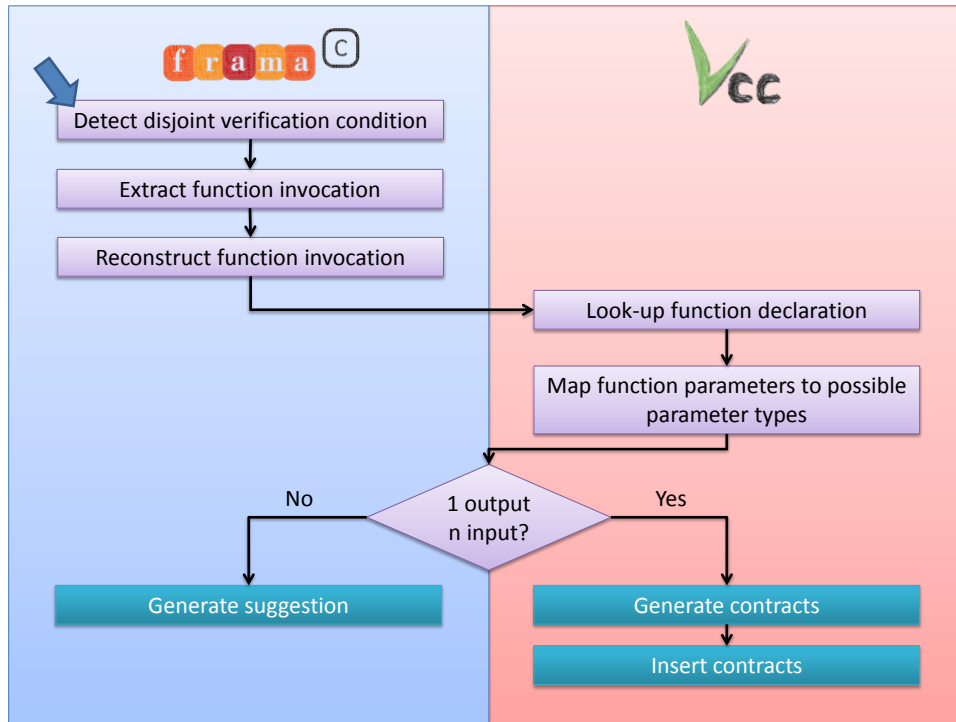 frama C
Vcc
Detect disjoint verification condition
Extract function invocation
Reconstruct function invocation
Look-up function declaration
Map function parameters to possible
parameter types
No
1 output
n input?
Yes
Generate suggestion
Generate contracts
Insert contracts